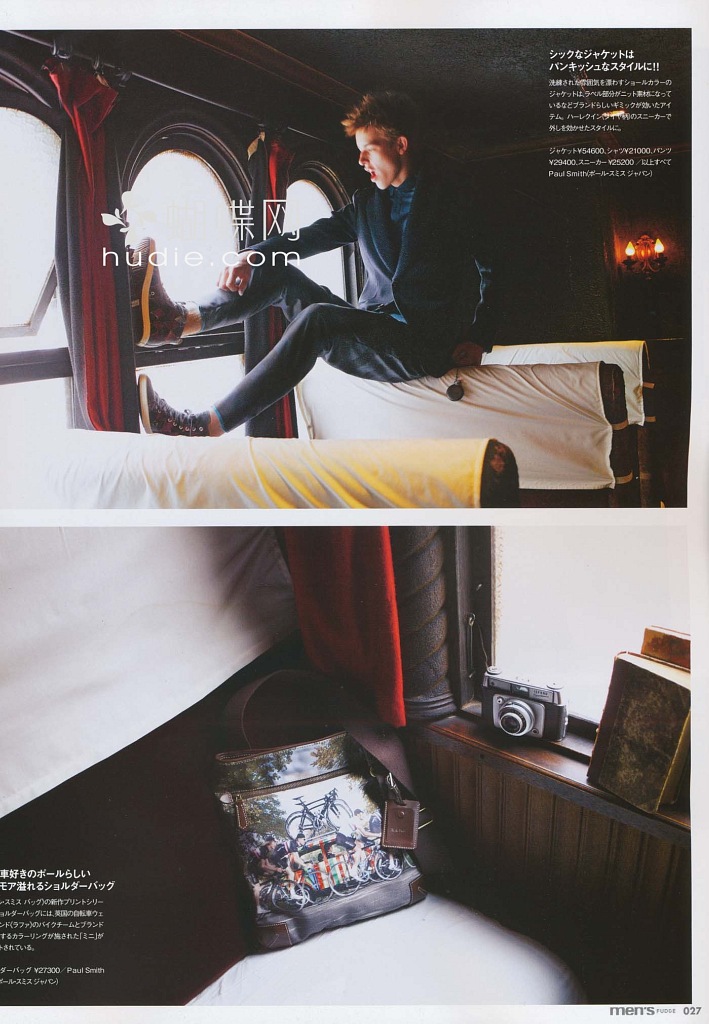 シックなジャケットは
パンキッシュなスタイルに!!
洗練された雰囲気を漂わすショールカラーの
ジャケットは、ラペル部分がニット素材になって
いるなどブランドらしいギミックが効いたアイ
テム。ハーレクイン(ダイヤ柄)のスニーカーで
外しを効かせたスタイルに。
ジャケット¥54600、シャツ¥21000、パンツ
¥29400、スニーカー ¥25200 /以上すべて
Paul Smith(ポール・スミス ジャパン)
蝶网
hudie.com
車好きのポールらしい
モア溢れるショルダーバッグ
ル・スミス バッグ)の新作プリントシリー
ョルダーバッグには、英国の自転車ウェ
ンド〈ラファ〉のバイクチームとブランド
するカラーリングが施された「ミニ」が
トされている。
ダーバッグ ¥27300/Paul Smith
ポール・スミス ジャパン)
men's FUDGE 027